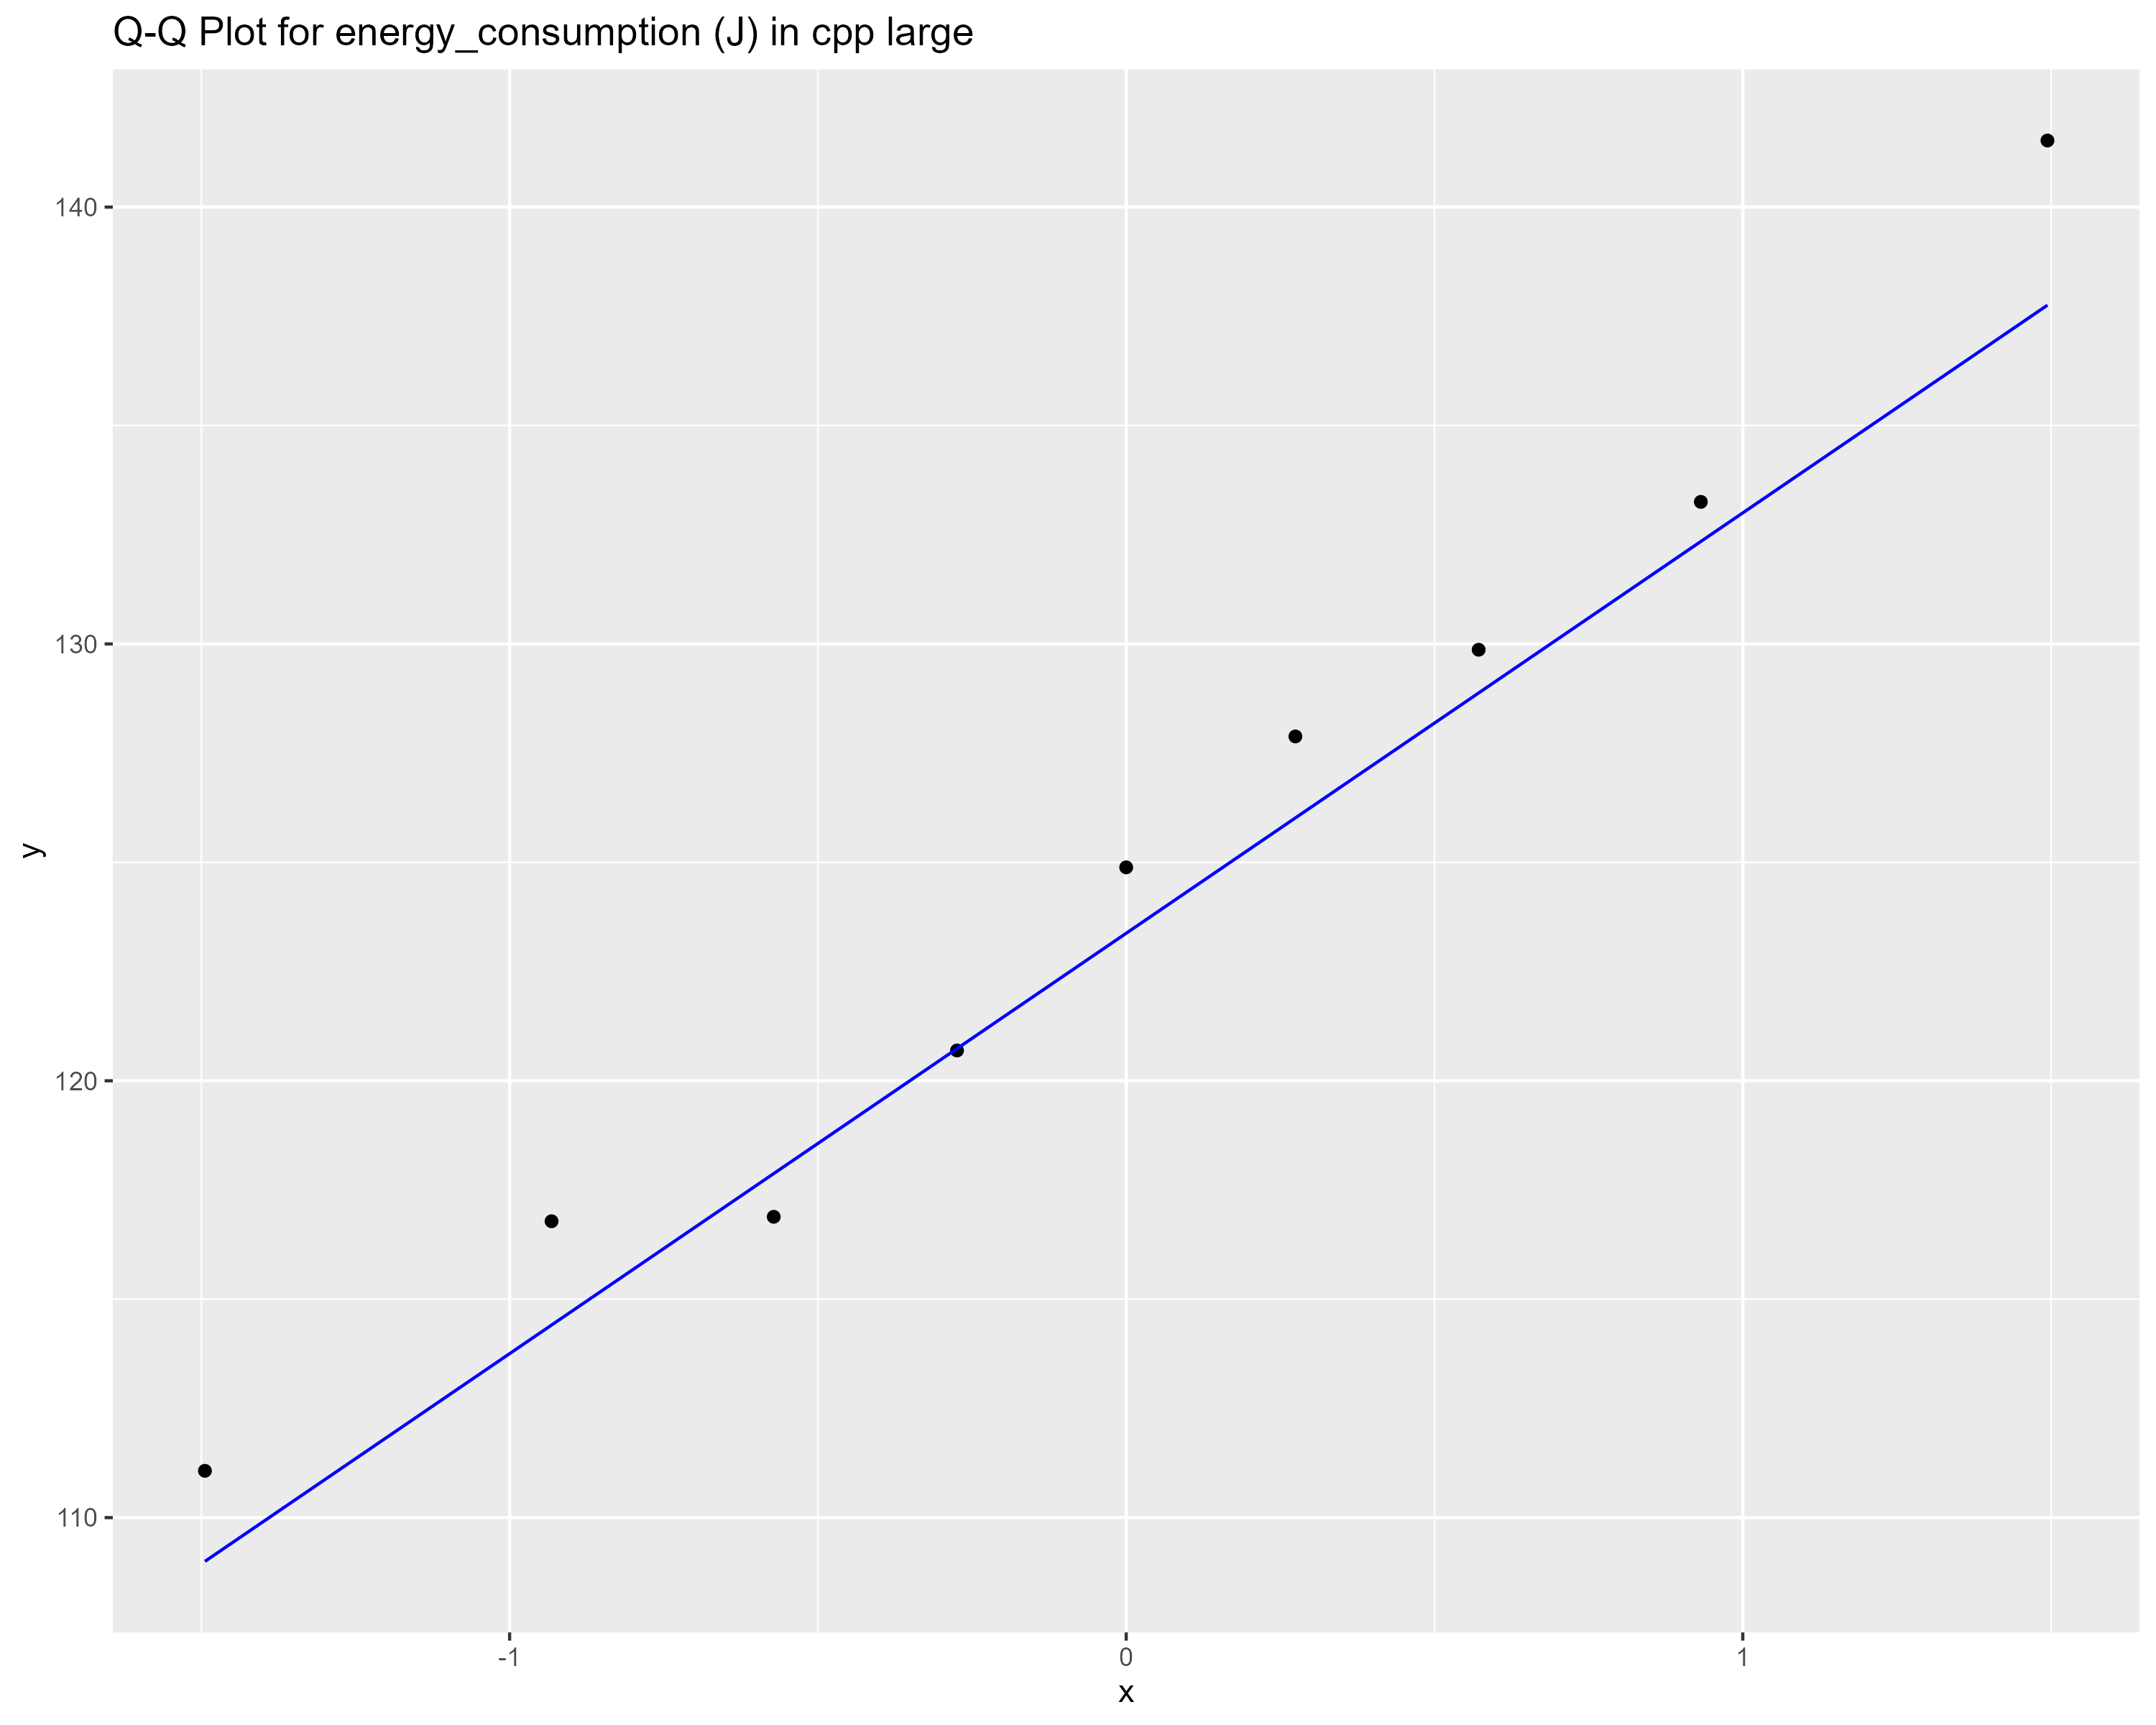 Q-Q Plot for energy_consumption (J) in cpp large
140
130
120
110
y
-1
0
1
x